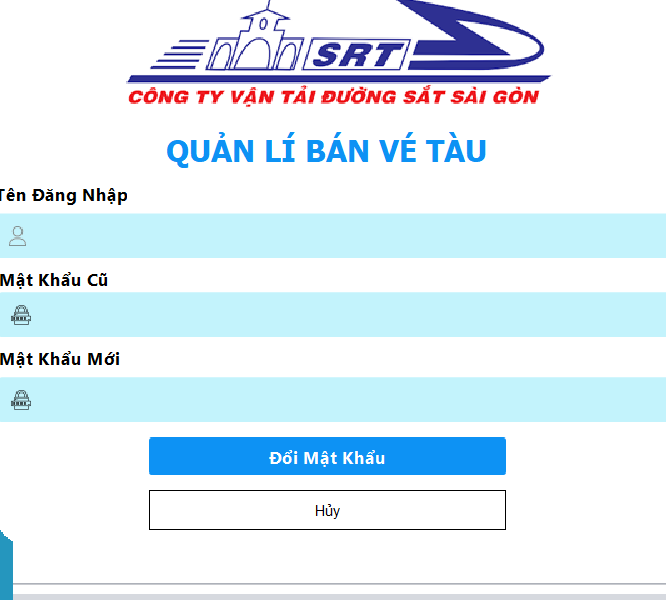 SRT
CÔNG TY VẬN TẢI ĐƯỜNG SẮT SÀI GÒN
QUẢN LÍ BÁN VÉ TÀU
Tên Đăng Nhập
Mật Khẩu Cũ
Mật Khẩu Mới
Đổi Mật Khẩu
Hủy